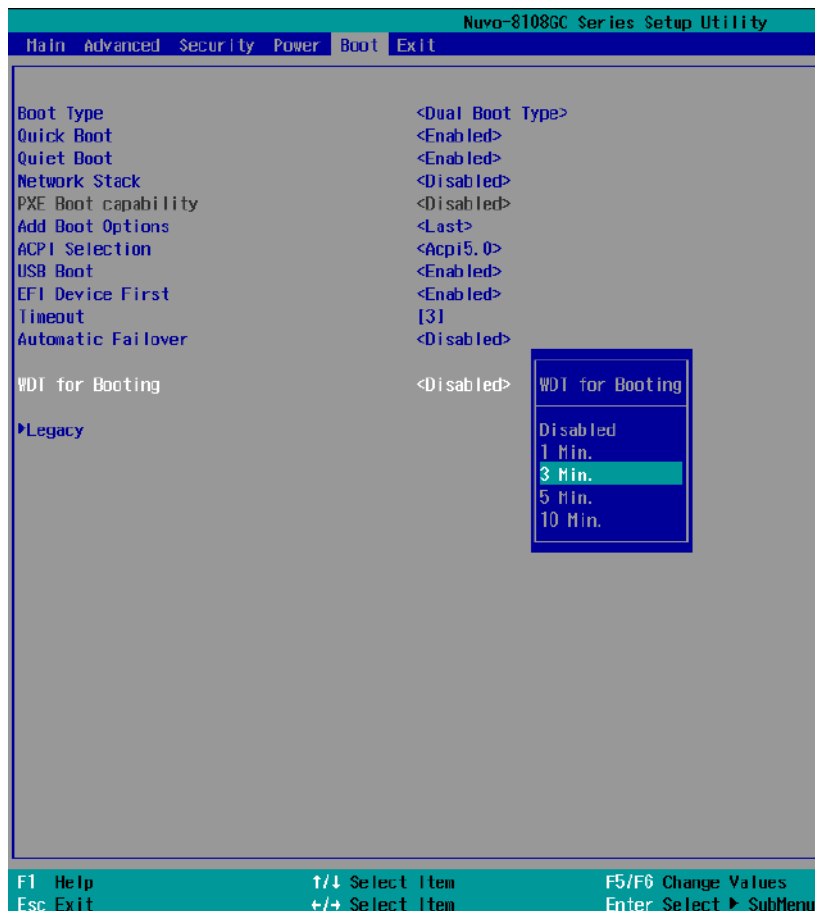 Nuvo-8108GC Series Setup Utility
Main Advanced Security Power Boot Exit
Boot Type <Dual Boot Type>
Quick Boot <Enabled>
Quiet Boot <Enabled>
Network Stack <Disabled>
PXE Boot capability <Disabled>
Add Boot Options <Last>
ACPI Selection <Acpi5.0>
USB Boot <Enabled>
EFI Device First <Enabled>
Timeout [3]
Automatic Failover <Disabled>
WDT for Booting <Disabled>
▶Legacy
WDT for Booting
Disabled
1 Min.
3 Min.
5 Min.
10 Min.
F1 Help ↑/↓ Select Item F5/F6 Change Values
Esc Exit ←/→ Select Item Enter Select ▶ SubMenu